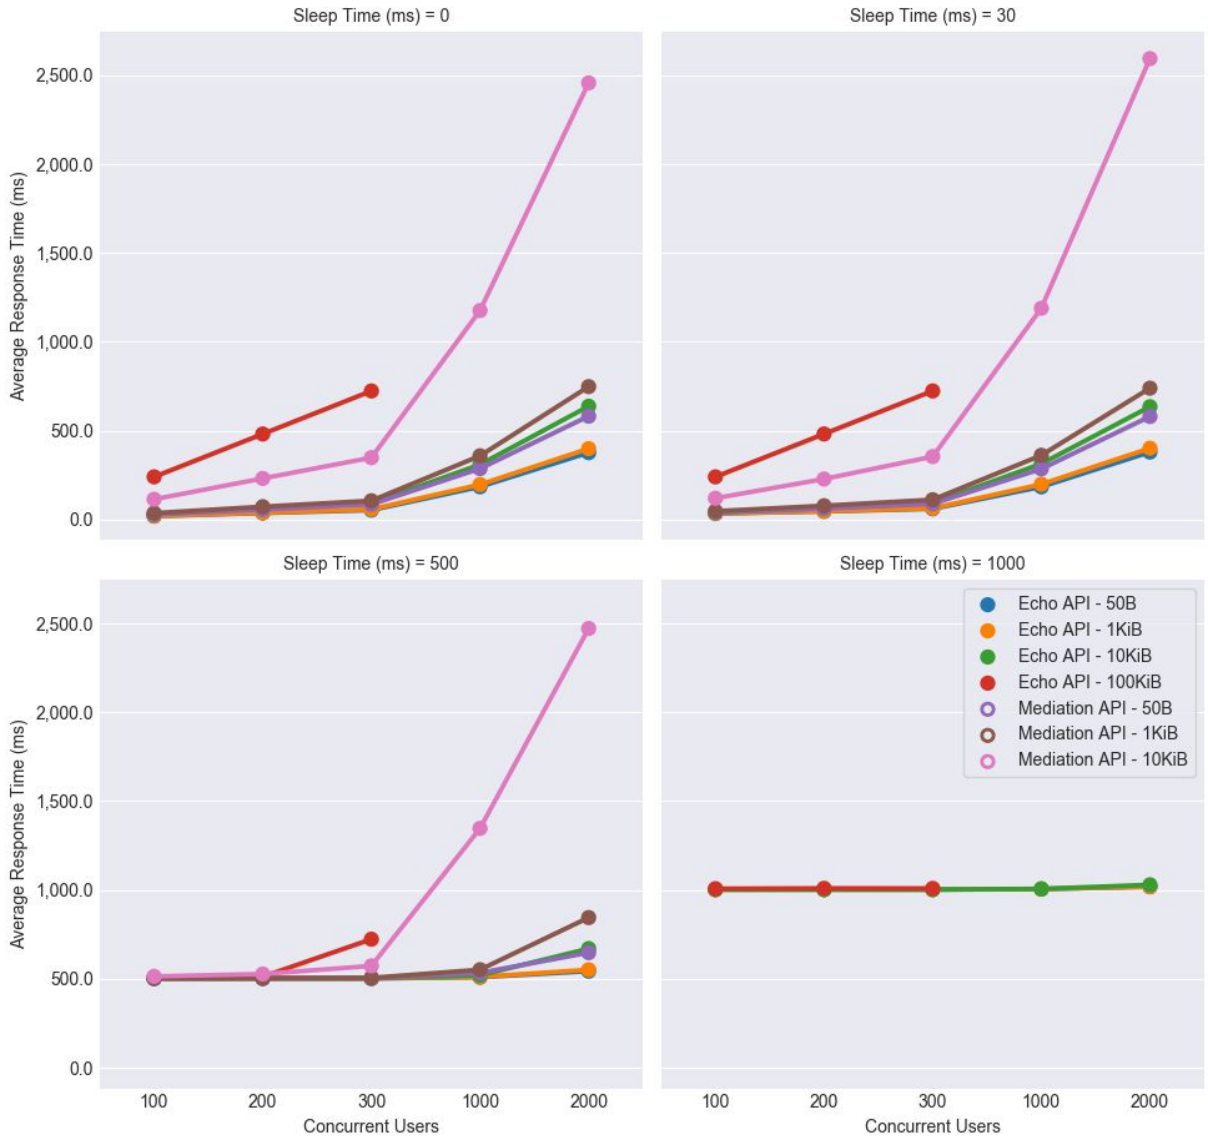 Sleep Time (ms) = 0
Sleep Time (ms) = 30
2,500.0
2,000.0
1,500.0
1,000.0
500.0
0.0
Average Response Time (ms)
Sleep Time (ms) = 500
Sleep Time (ms) = 1000
2,500.0
2,000.0
1,500.0
1,000.0
500.0
0.0
Average Response Time (ms)
Echo API - 50B
Echo API - 1KiB
Echo API - 10KiB
Echo API - 100KiB
Mediation API - 50B
Mediation API - 1KiB
Mediation API - 10KiB
100 200 300 1000 2000
Concurrent Users
100 200 300 1000 2000
Concurrent Users